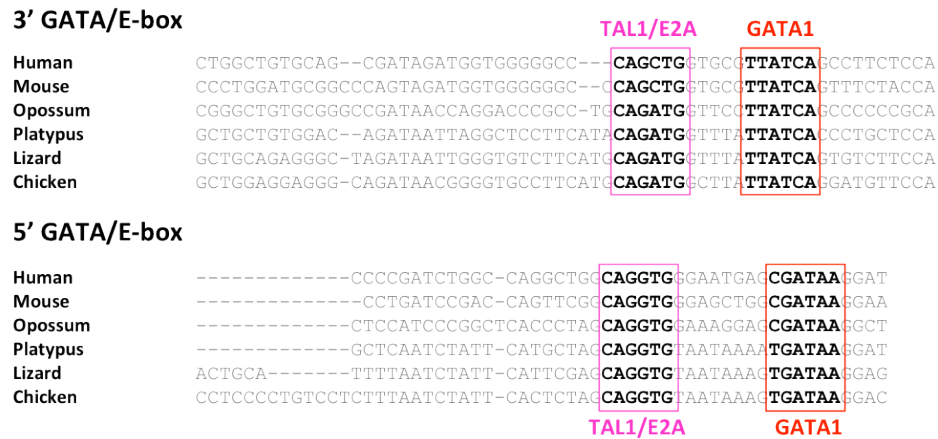 3’ GATA/E-box
TAL1/E2A GATA1
Human CTGGCTGTGCAG--CGATAGATGGTGGGGGCC---CAGCTGGTGCGTTATCAGCCTTCTCCA
Mouse CCCTGGATGCGGCCCAGTAGATGGTGGGGGGC--CCAGCTGGTGCGTTATCAGTTTCTACCA
Opossum CGGGCTGTGCGGGCCGATAACCAGGACCCGCC-TGCAGATGGTTCGTTATCAGCCCCCCGCA
Platypus GCTGCTGTGGAC-AGATAATTAGGCTCCTTCATACAGATGGTTTATTATCACCCTGCTCCA
Lizard GCTGCAGAGGGC-TAGATAATTGGGTGTCTTCATGCAGATGGTTTATTATCAGTGTCTTCCA
Chicken GCTGGAGGAGGG-CAGATAACGGGGTGCCTTCATGCAGATGGCTTATTATCAGGATGTTCCA
5’ GATA/E-box
Human -------------CCCCGATCTGGC-CAGGCTGGCAGGTGGGAATGAGCGATAAGGAT
Mouse --------------CCTGATCCGAC-CAGTTCGGCAGGTGGGAGCTGGCGATAAGGAA
Opossum -------------CTCCATCCCGGCTCACCCTAGCAGGTGGAAAGGAGCGATAAGGCT
Platypus -------------GCTCAATCTATT-CATGCTAGCAGGTGTAATAAAATGATAAGGAT
Lizard ACTGCA-------TTTTAATCTATT-CATTCGAGCAGGTGTAATAAAGTGATAAGGAG
Chicken CCTCCCCTGTCCTCTTTAATCTATT-CACTCTAGCAGGTGTAATAAAGTGATAAGGAC
TAL1/E2A GATA1